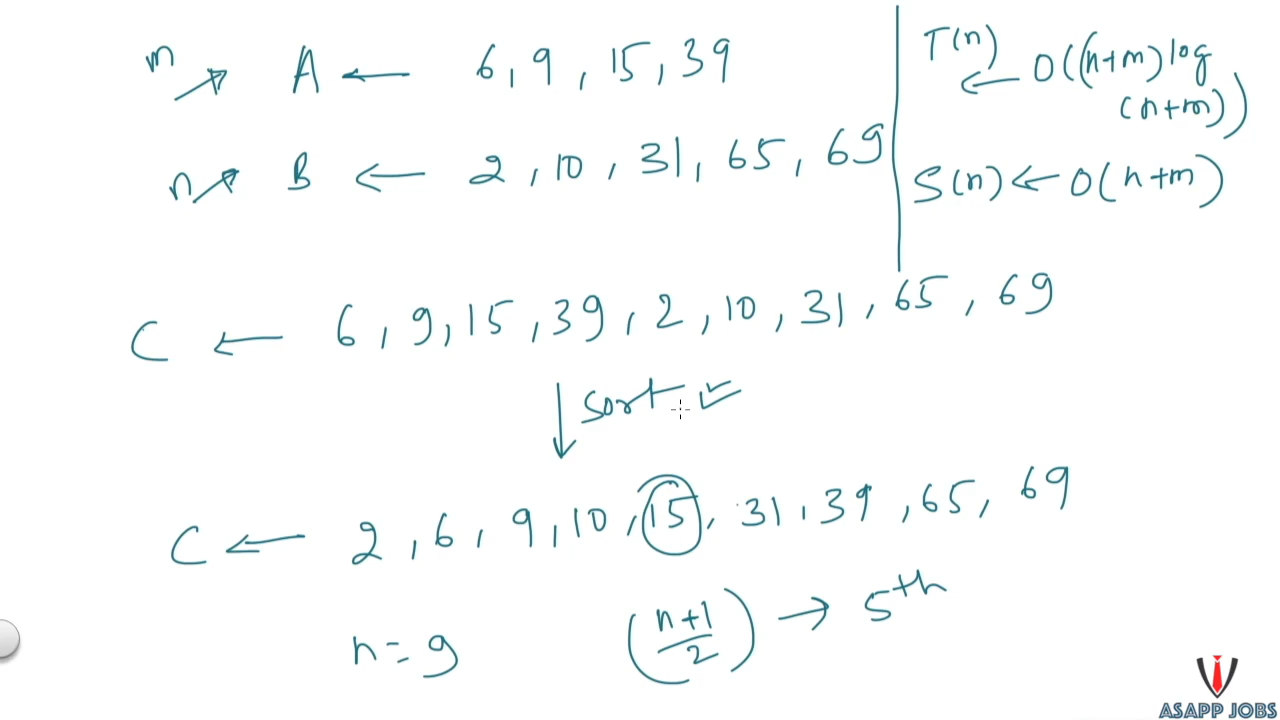 m → A ← 6, 9, 15, 39
n → B ← 2, 10, 31, 65, 69
T(n) ← O((n+m) log
(n+m))
S(n) ← O(n+m)
C ← 6, 9, 15, 39, 2, 10, 31, 65, 69
↓ sort ✓
C ← 2, 6, 9, 10, 15, 31, 39, 65, 69
n = 9 (n+1/2) → 5th
ASAPP JOBS